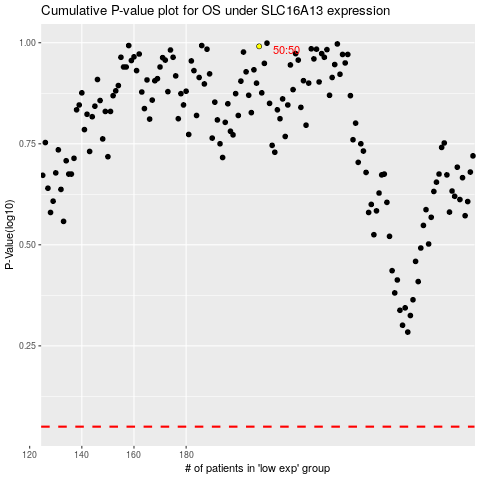 Cumulative P-value plot for OS under SLC16A13 expression
P-Value(log10)
1.00
0.75
0.50
0.25
50:50
120 140 160 180
# of patients in 'low exp' group